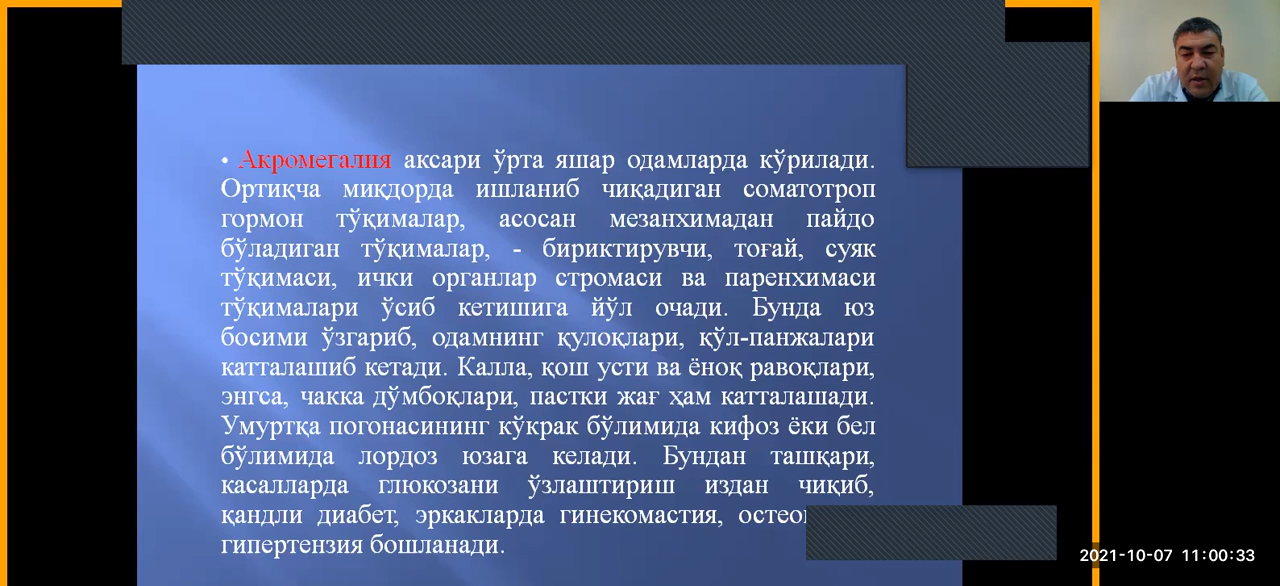 • Акромегалия аксари ўрта яшар одамларда кўрилади.
Ортиқча миқдорда ишланиб чиқадиган соматотроп
гормон тўқималар, асосан мезанхимадан пайдо
бўладиган тўқималар, - бириктирувчи, тоғай, суяк
тўқимаси, ички органлар стромаси ва паренхимаси
тўқималари ўсиб кетишига йўл очади. Бунда юз
босими ўзгариб, одамнинг қулоқлари, қўл-панжалари
катталашиб кетади. Калла, қош усти ва ёноқ равоқлари,
энгса, чакка дўмбоқлари, пастки жағ ҳам катталашади.
Умуртқа погонасининг кўкрак бўлимида кифоз ёки бел
бўлимида лордоз юзага келади. Бундан ташқари,
касалларда глюкозани ўзлаштириш издан чиқиб,
қандли диабет, эркакларда гинекомастия,
гипертензия бошланади.
2021-10-07 11:00:33